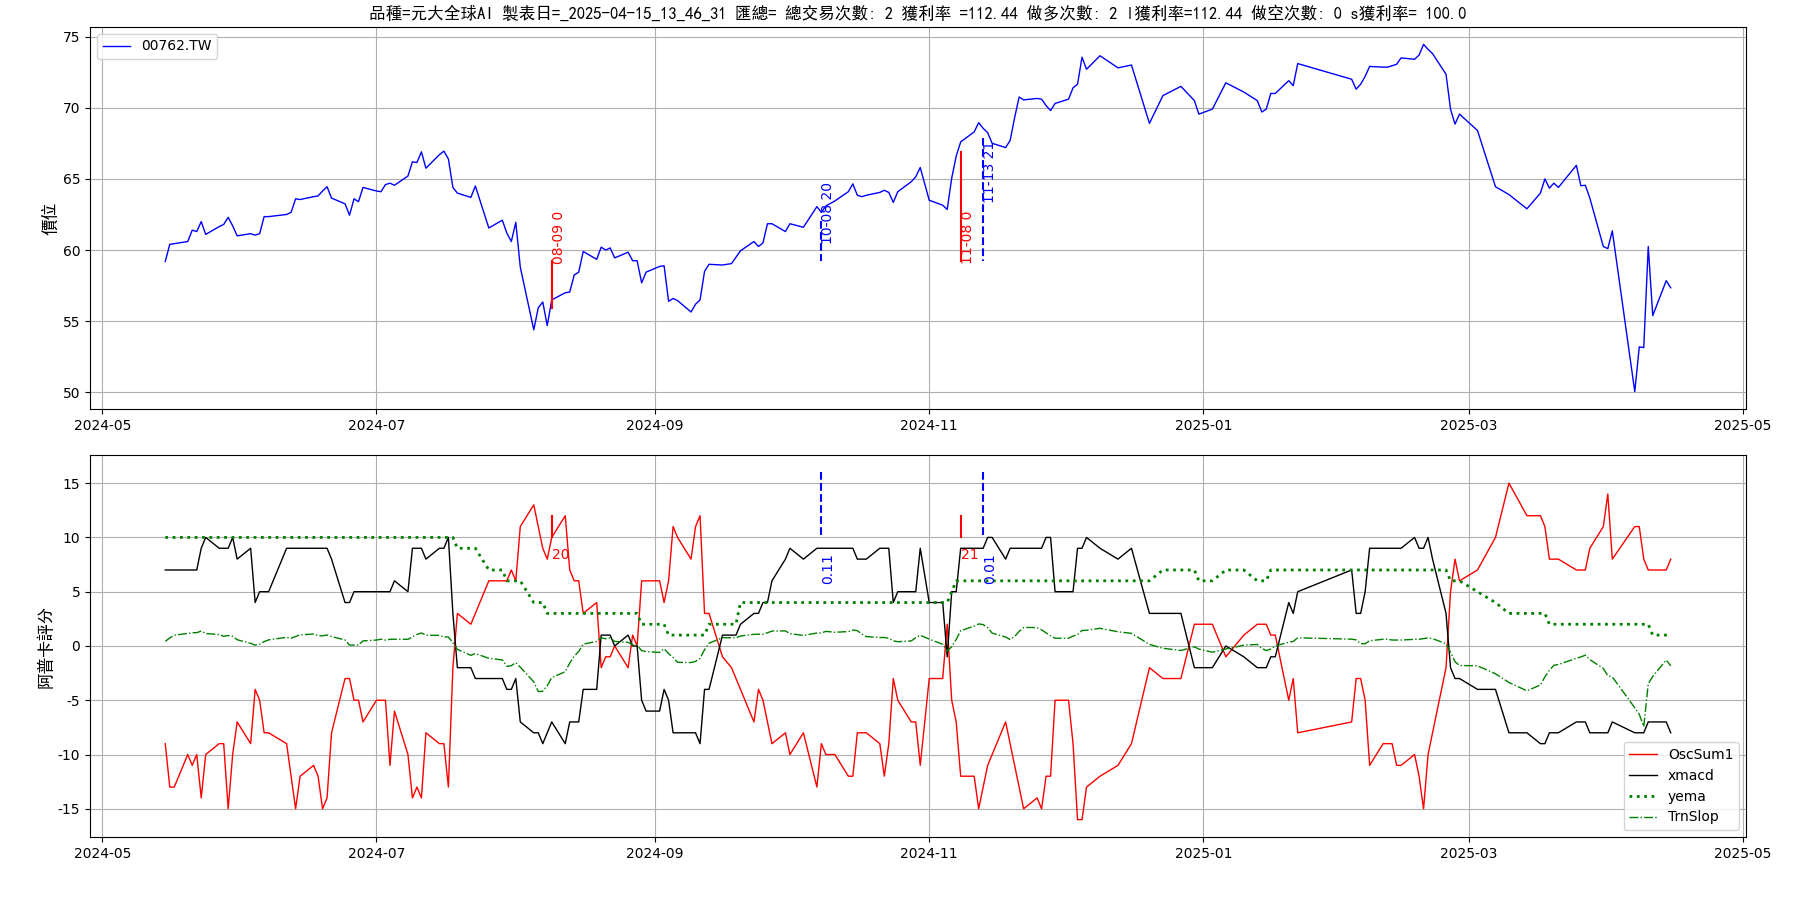 品種=元大全球AI 製表日=_2025-04-15_13_46_31 匯總= 總交易次數: 2 獲利率 =112.44 做多次數: 2 l獲利率=112.44 做空次數: 0 s獲利率= 100.0
00762.TW
價位
75
70
65
60
55
50
08-09 0
10-08 20
11-08 0
11-13 21
2024-05 2024-07 2024-09 2024-11 2025-01 2025-03 2025-05
阿普卡評分
15
10
5
0
-5
-10
-15
20
0.11
21
0.01
OscSum1
xmacd
yema
TrnSlop
2024-05 2024-07 2024-09 2024-11 2025-01 2025-03 2025-05